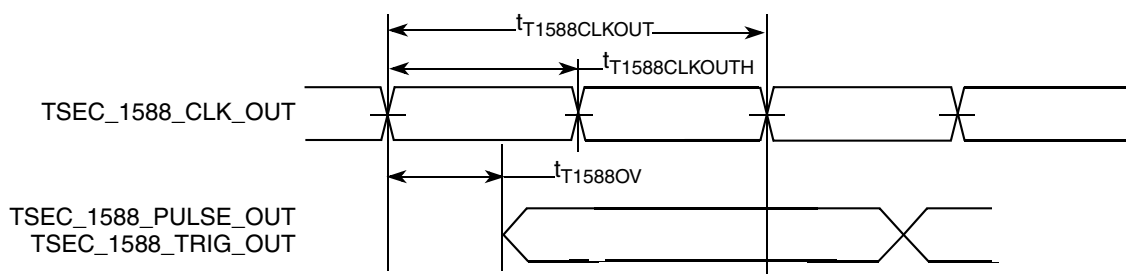 tT1588CLKOUT
tT1588CLKOUTH
TSEC_1588_CLK_OUT
tT1588OV
TSEC_1588_PULSE_OUT
TSEC_1588_TRIG_OUT